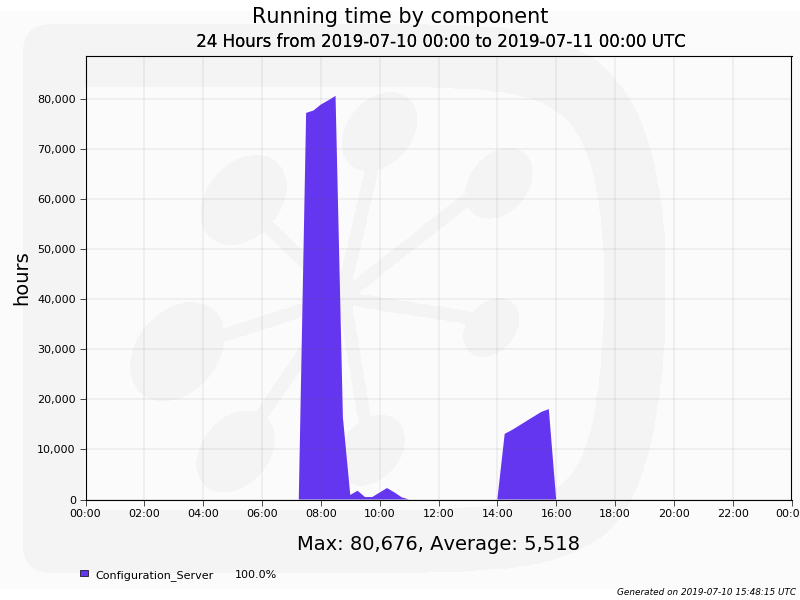 Running time by component
24 Hours from 2019-07-10 00:00 to 2019-07-11 00:00 UTC
hours
80,000
70,000
60,000
50,000
40,000
30,000
20,000
10,000
0
00:00 02:00 04:00 06:00 08:00 10:00 12:00 14:00 16:00 18:00 20:00 22:00 00:0
Max: 80,676, Average: 5,518
Configuration_Server 100.0%
Generated on 2019-07-10 15:48:15 UTC